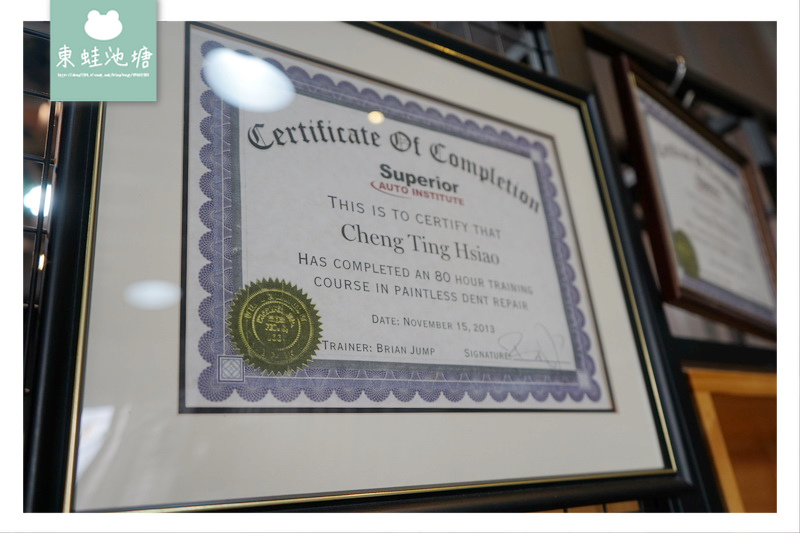 東蛙池塘
Certificate Of Completion
Superior
AUTO INSTITUTE
THIS IS TO CERTIFY THAT
Cheng Ting Hsiao
HAS COMPLETED AN 80 HOUR TRAINING
COURSE IN PAINTLESS DENT REPAIR
DATE: NOVEMBER 15, 2013
TRAINER: BRIAN JUMP
SIGNATURE: